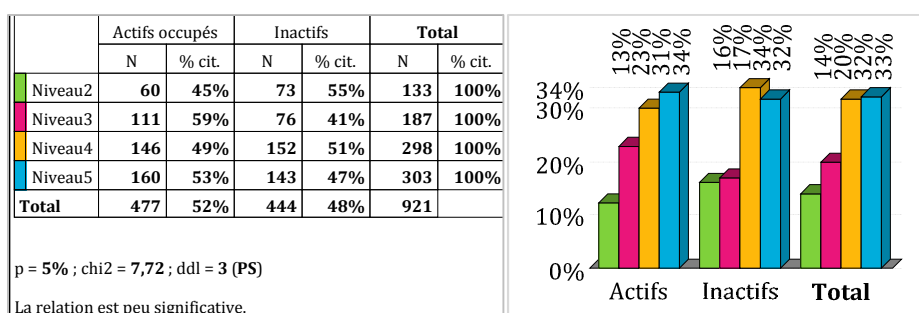 Actifs occupés Inactifs Total
N % cit. N % cit. N % cit.
Niveau2 60 45% 73 55% 133 100%
Niveau3 111 59% 76 41% 187 100%
Niveau4 146 49% 152 51% 298 100%
Niveau5 160 53% 143 47% 303 100%
Total 477 52% 444 48% 921
p = 5% ; chi2 = 7,72 ; ddl = 3 (PS)
La relation est peu significative.
13% 23% 31% 34% 16% 17% 34% 32% 14% 20% 32% 33%
34%
30%
20%
10%
0%
Actifs Inactifs Total